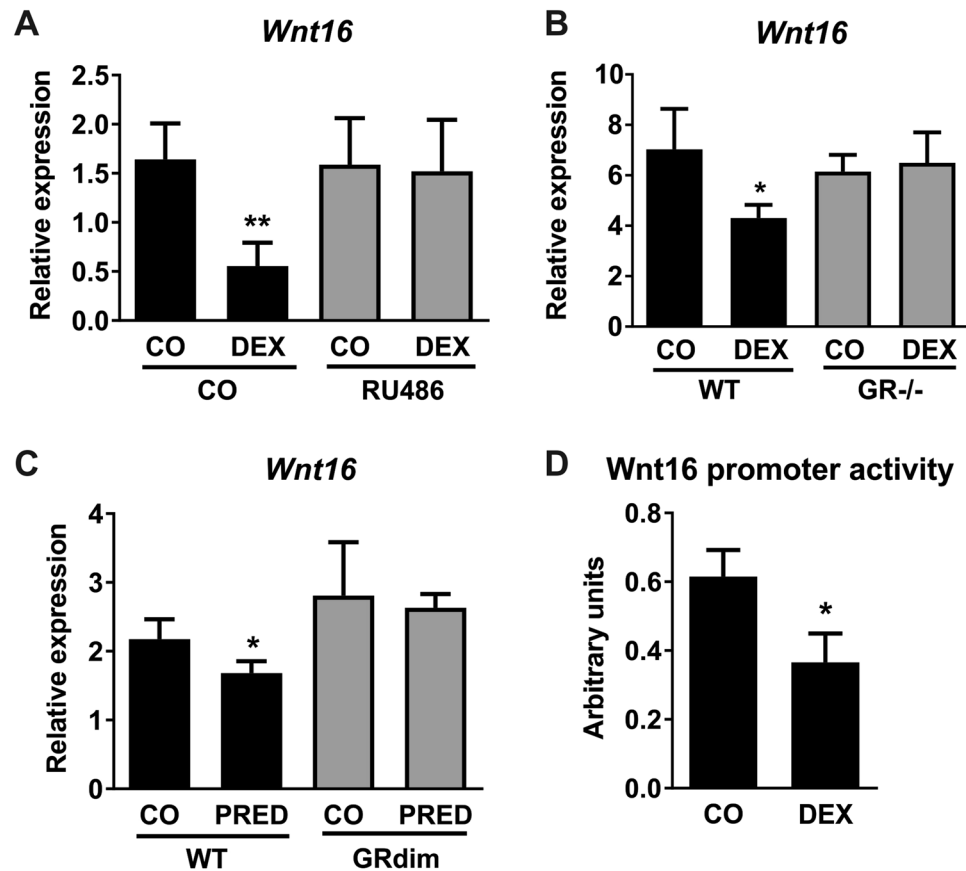 A
Wnt16
Relative expression
2.5
2.0
1.5
1.0
0.5
0.0
**
CO DEX CO DEX
CO RU486
B
Wnt16
Relative expression
10
8
6
4
2
0
*
CO DEX CO DEX
WT GR-/-
C
Wnt16
Relative expression
4
3
2
1
0
*
CO PRED CO PRED
WT GRdim
D
Wnt16 promoter activity
Arbitrary units
0.8
0.6
0.4
0.2
0.0
*
CO DEX